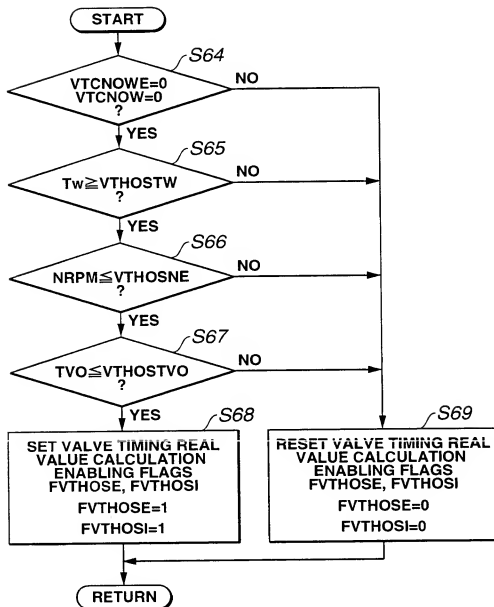 START
S64
VTCNOWE=0
VTCNOW=0
?
NO
YES
S65
Tw≧VTHOSTW
?
NO
YES
S66
NRPM≦VTHOSNE
?
NO
YES
S67
TVO≦VTHOSTVO
?
NO
YES
S68
SET VALVE TIMING REAL
VALUE CALCULATION
ENABLING FLAGS
FVTHOSE, FVTHOSI
FVTHOSE=1
FVTHOSI=1
S69
RESET VALVE TIMING REAL
VALUE CALCULATION
ENABLING FLAGS
FVTHOSE, FVTHOSI
FVTHOSE=0
FVTHOSI=0
RETURN